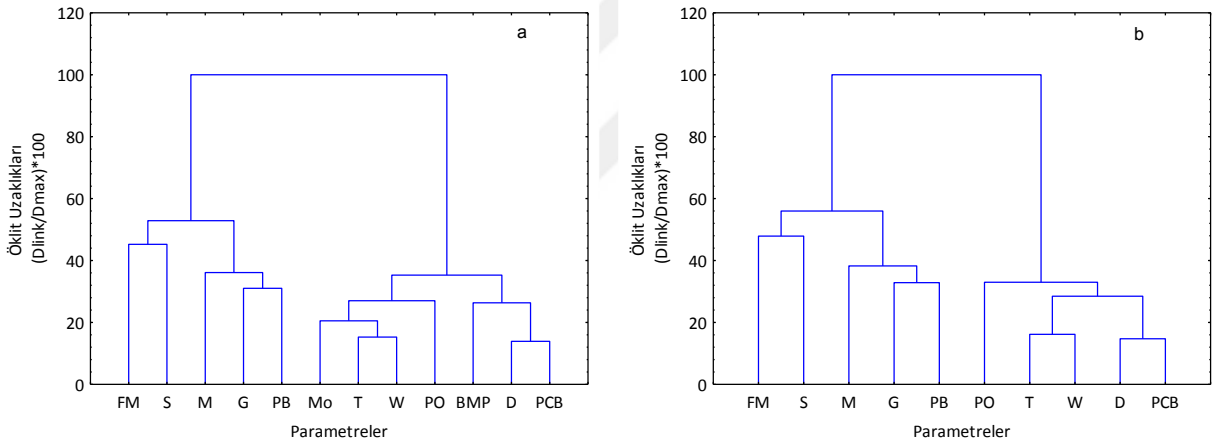 a
120
100
80
60
40
20
0
Öklit Uzaklıkları
(Dlink/Dmax)*100
FM S M G PB Mo T W PO BMP D PCB
Parametreler
b
120
100
80
60
40
20
0
Öklit Uzaklıkları
(Dlink/Dmax)*100
FM S M G PB PO T W D PCB
Parametreler